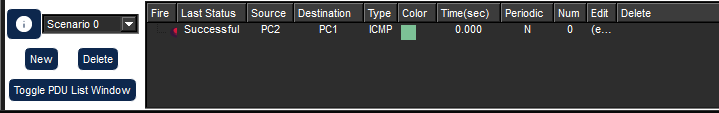 Scenario 0
New Delete
Toggle PDU List Window
Fire Last Status Source Destination Type Color Time(sec) Periodic Num Edit Delete
Successful PC2 PC1 ICMP 0.000 N 0 (e...